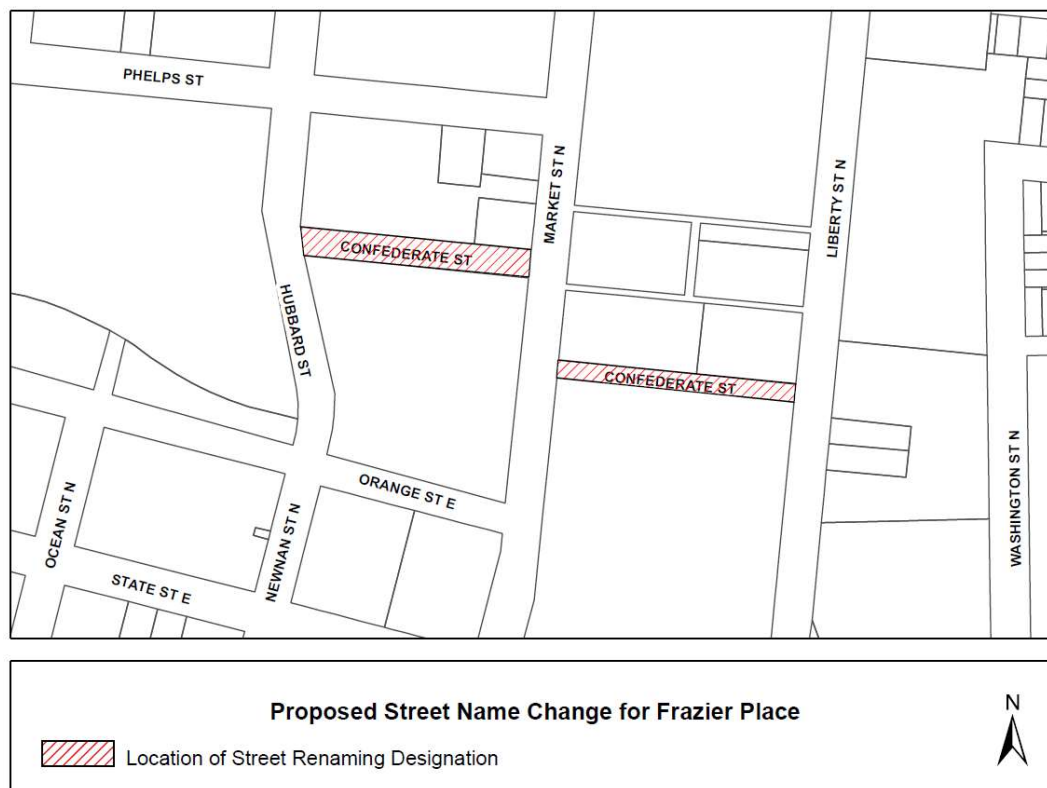 PHELPS ST
MARKET ST N
LIBERTY ST N
CONFEDERATE ST
HUBBARD ST
CONFEDERATE ST
ORANGE ST E
OCEAN ST N
NEWNAN ST N
WASHINGTON ST N
STATE ST E
Proposed Street Name Change for Frazier Place
N
Location of Street Renaming Designation